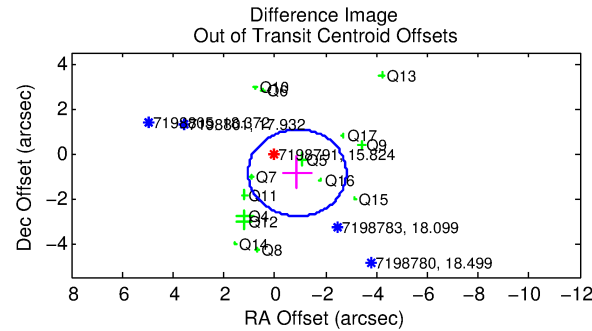 Difference Image
Out of Transit Centroid Offsets
Dec Offset (arcsec)
4
2
0
−2
−4
Q13
Q10
17.932
Q17
Q9
7198791, 15.824
Q5
Q7
Q16
Q11
Q15
Q4
Q12
7198783, 18.099
Q14
Q8
7198780, 18.499
8
6
4
2
0
−2
−4
−6
−8
−10
−12
RA Offset (arcsec)